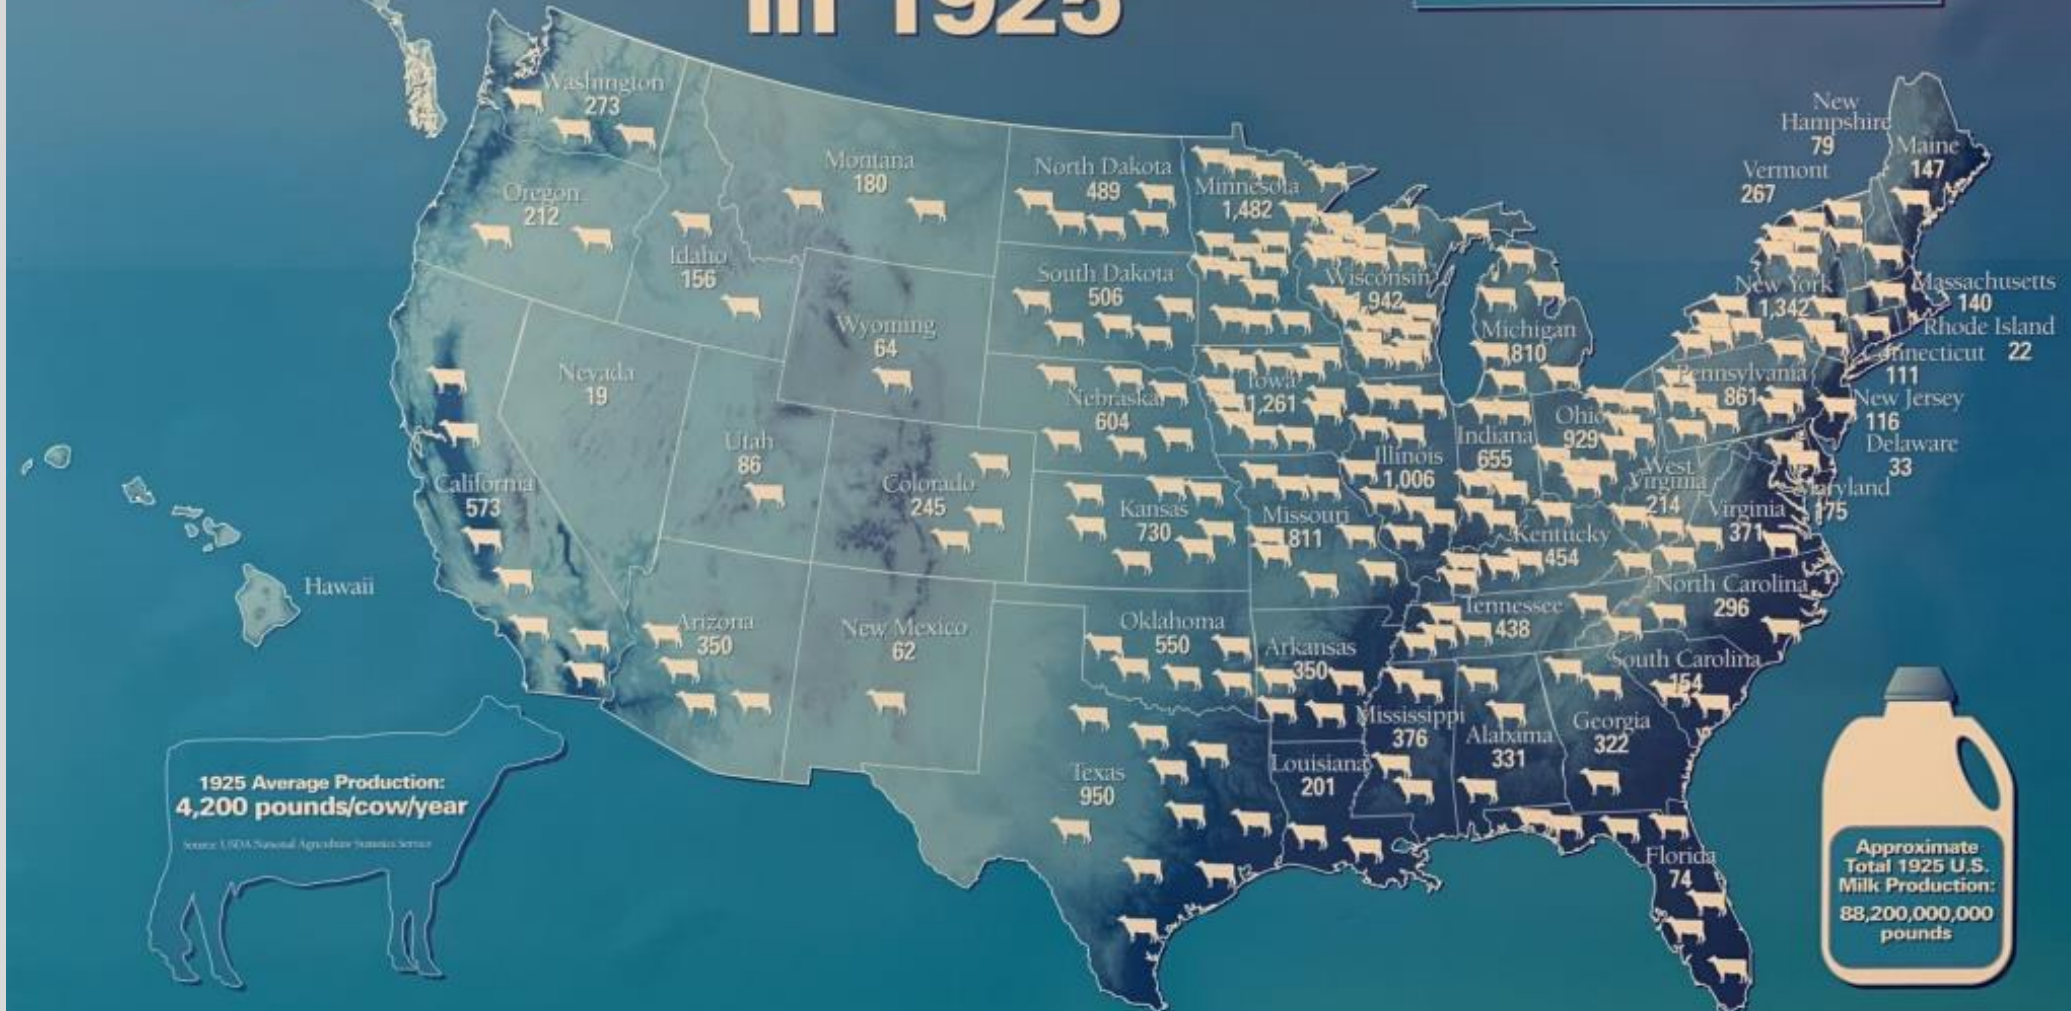 in 1925
Washington
273
Oregon
212
Montana
180
Idaho
156
Wyoming
64
Nevada
19
Utah
86
California
573
Colorado
245
Arizona
350
New Mexico
62
North Dakota
489
South Dakota
506
Nebraska
604
Kansas
730
Oklahoma
550
Texas
950
Minnesota
1,482
Iowa
1,261
Missouri
811
Arkansas
350
Louisiana
201
Wisconsin
1,942
Illinois
1,006
Michigan
810
Indiana
655
Ohio
929
Kentucky
454
Tennessee
438
Mississippi
376
Alabama
331
Georgia
322
Florida
74
South Carolina
154
North Carolina
296
Virginia
371
West
Virginia
214
Pennsylvania
861
New York
1,342
Vermont
267
New
Hampshire
79
Maine
147
Massachusetts
140
Rhode Island
22
Connecticut
111
New Jersey
116
Delaware
33
Maryland
175
Hawaii
1925 Average Production:
4,200 pounds/cow/year
Source: USDA National Agriculture Statistics Service
Approximate
Total 1925 U.S.
Milk Production:
88,200,000,000
pounds